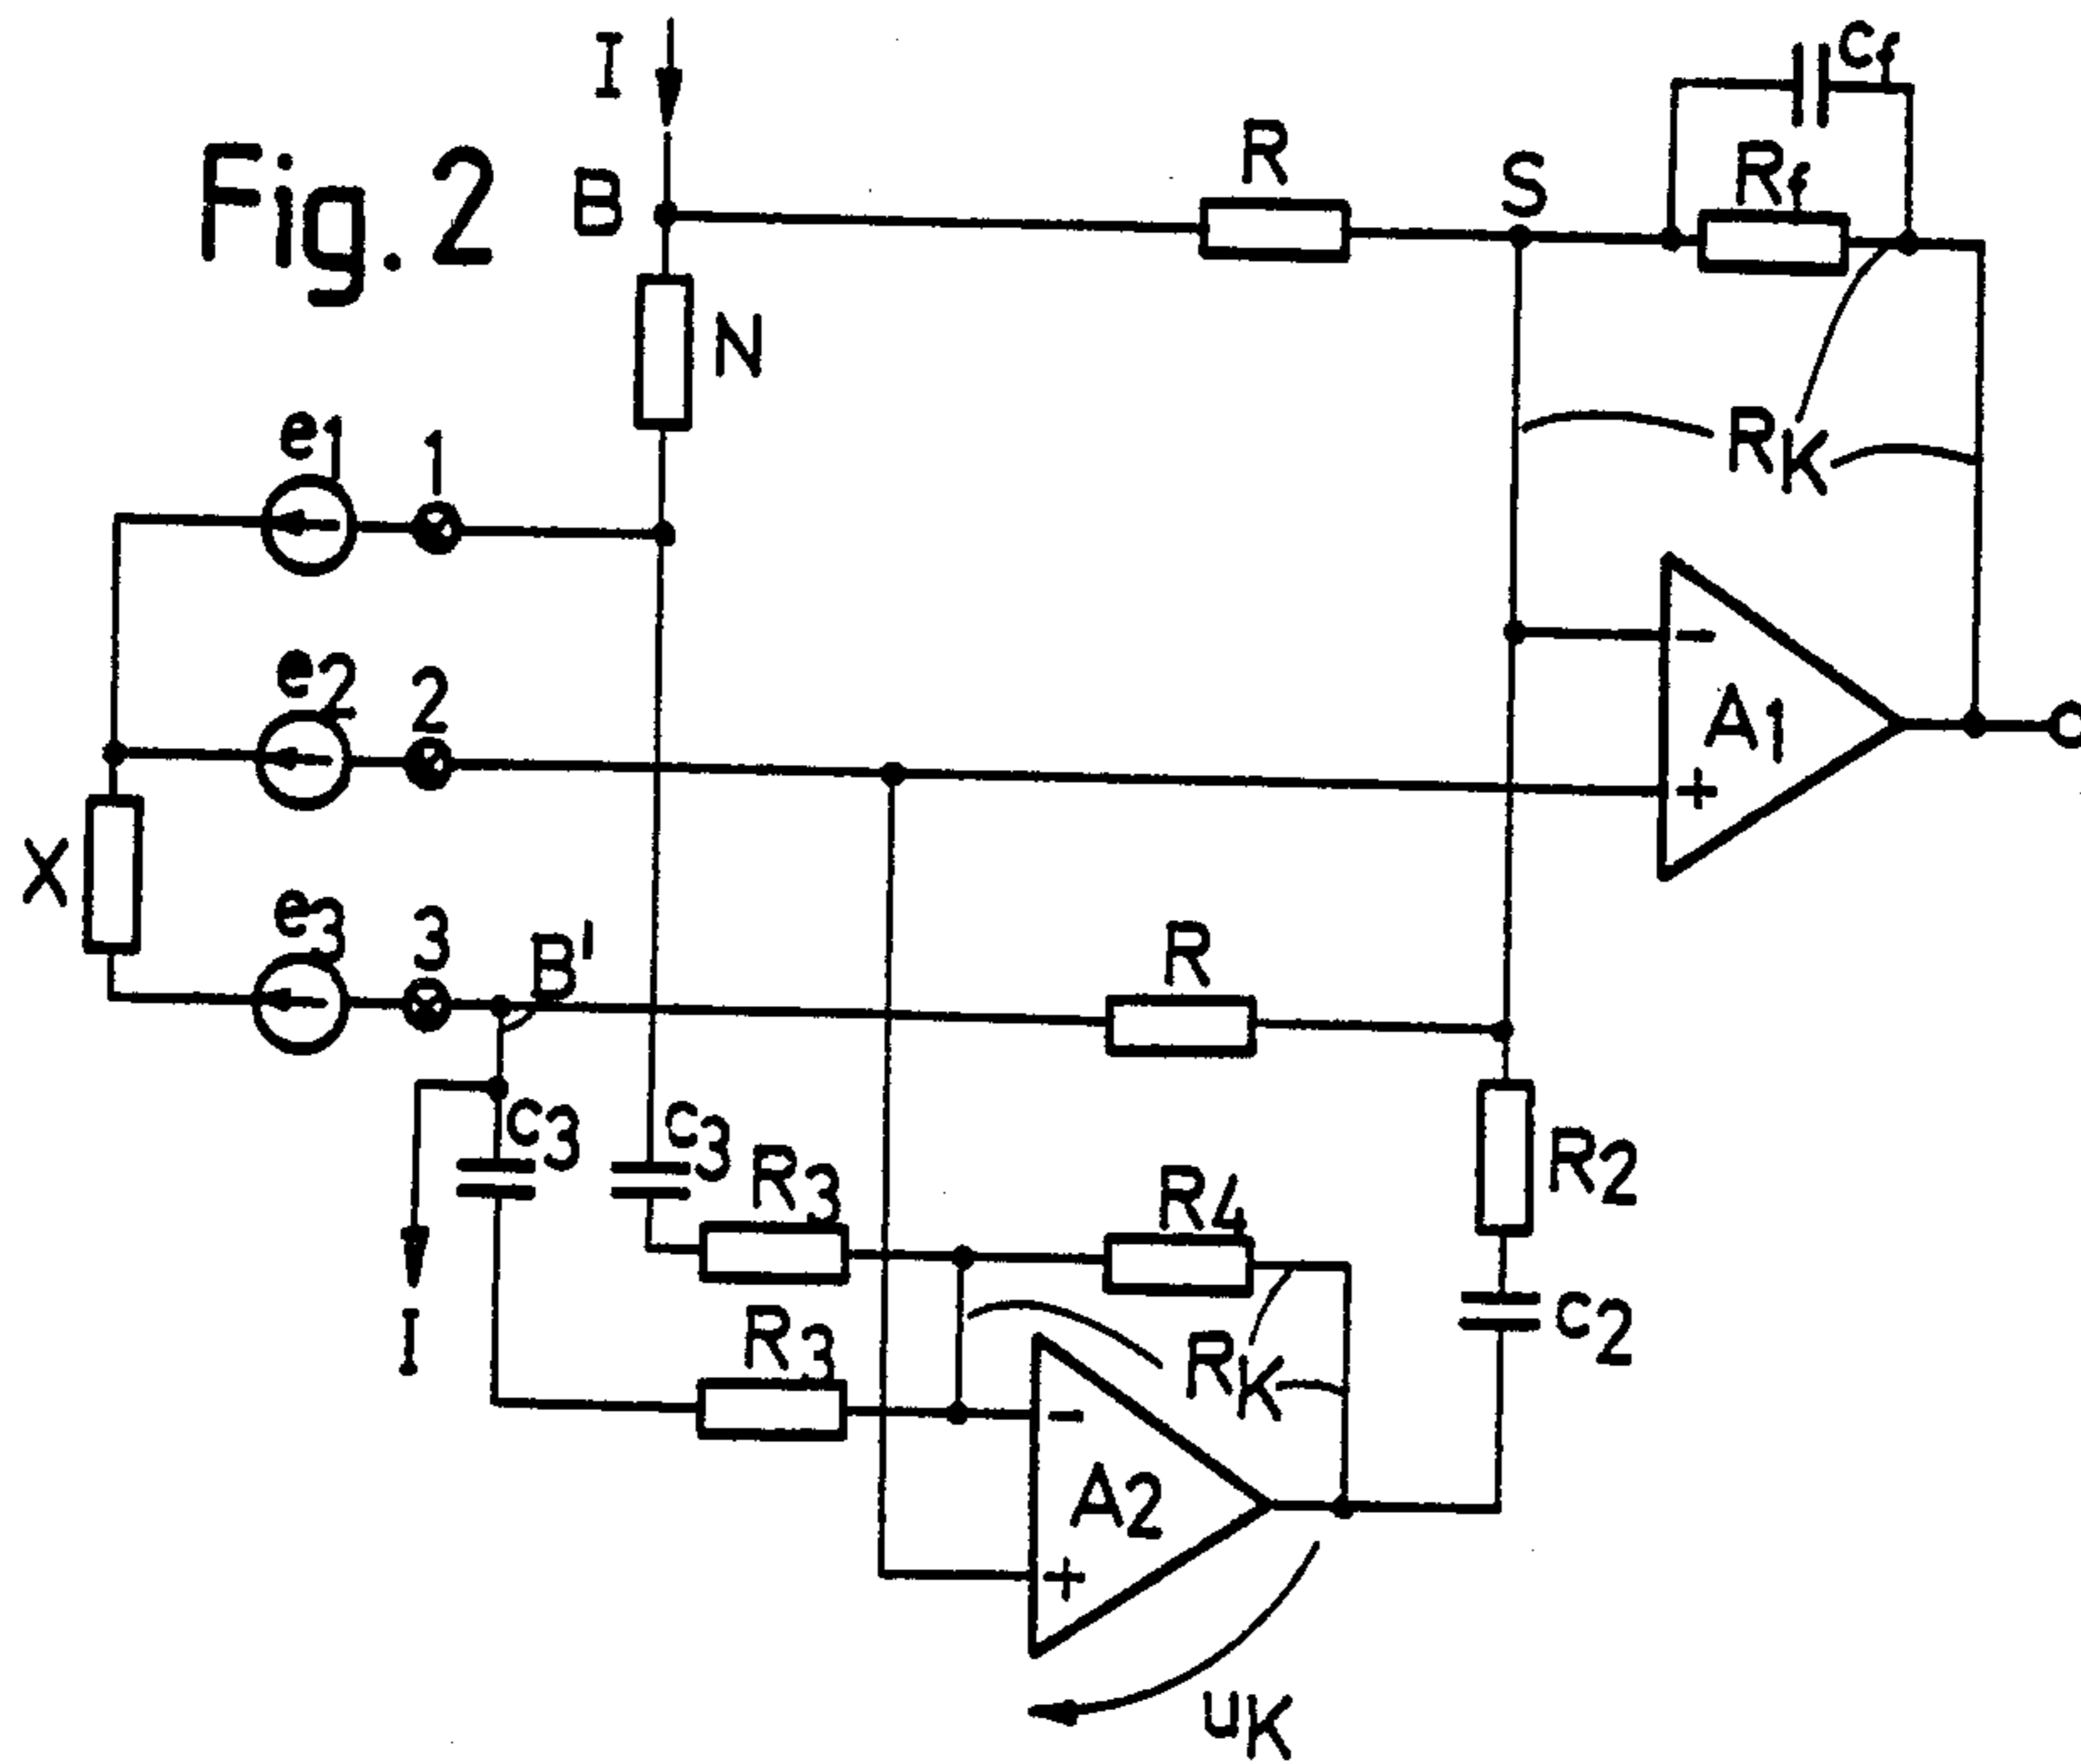 I
Cf
Fig.2
B
R
S
Rf
N
RK
e1
1
e2
2
A1
-
+
X
e3
3
B'
R
C3
C3
R3
R4
R2
I
R3
RK
C2
-
A2
+
uK